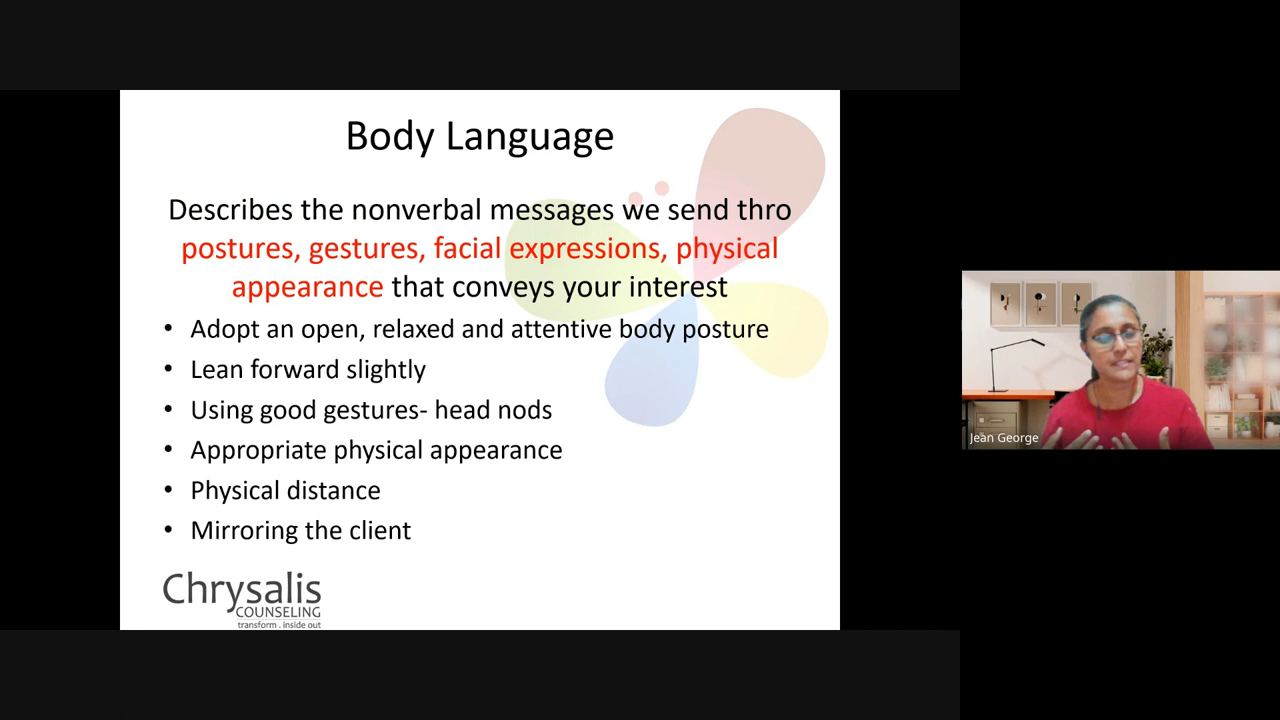 Body Language
Describes the nonverbal messages we send thro
postures, gestures, facial expressions, physical
appearance that conveys your interest
• Adopt an open, relaxed and attentive body posture
• Lean forward slightly
• Using good gestures- head nods
• Appropriate physical appearance
• Physical distance
• Mirroring the client
Chrysalis
COUNSELING
transform . inside out
Jean George